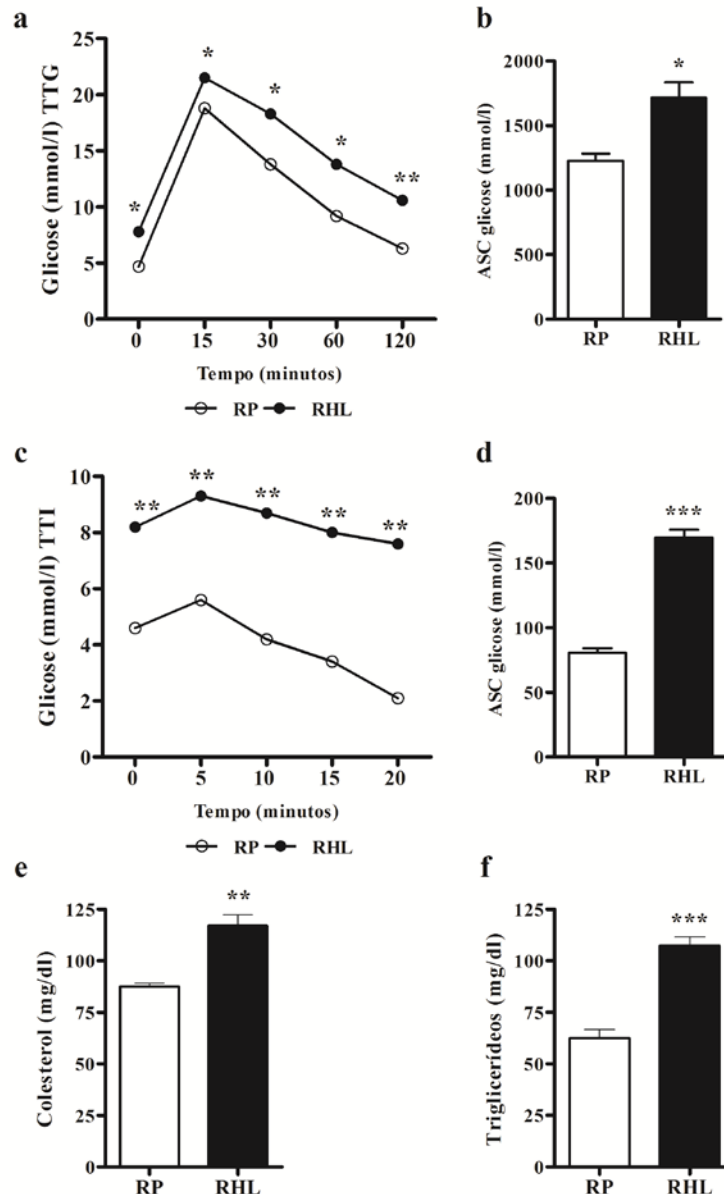 a
Glicose (mmol/l) TTG
25
20
15
10
5
0
*
*
*
*
**
0 15 30 60 120
Tempo (minutos)
RP RHL
b
ASC glicose (mmol/l)
2000
1500
1000
500
0
*
RP RHL
c
Glicose (mmol/l) TTI
10
8
6
4
2
0
** ** ** ** **
0 5 10 15 20
Tempo (minutos)
RP RHL
d
ASC glicose (mmol/l)
200
150
100
50
0
***
RP RHL
e
Colesterol (mg/dl)
125
100
75
50
25
0
**
RP RHL
f
Triglicerídeos (mg/dl)
125
100
75
50
25
0
***
RP RHL